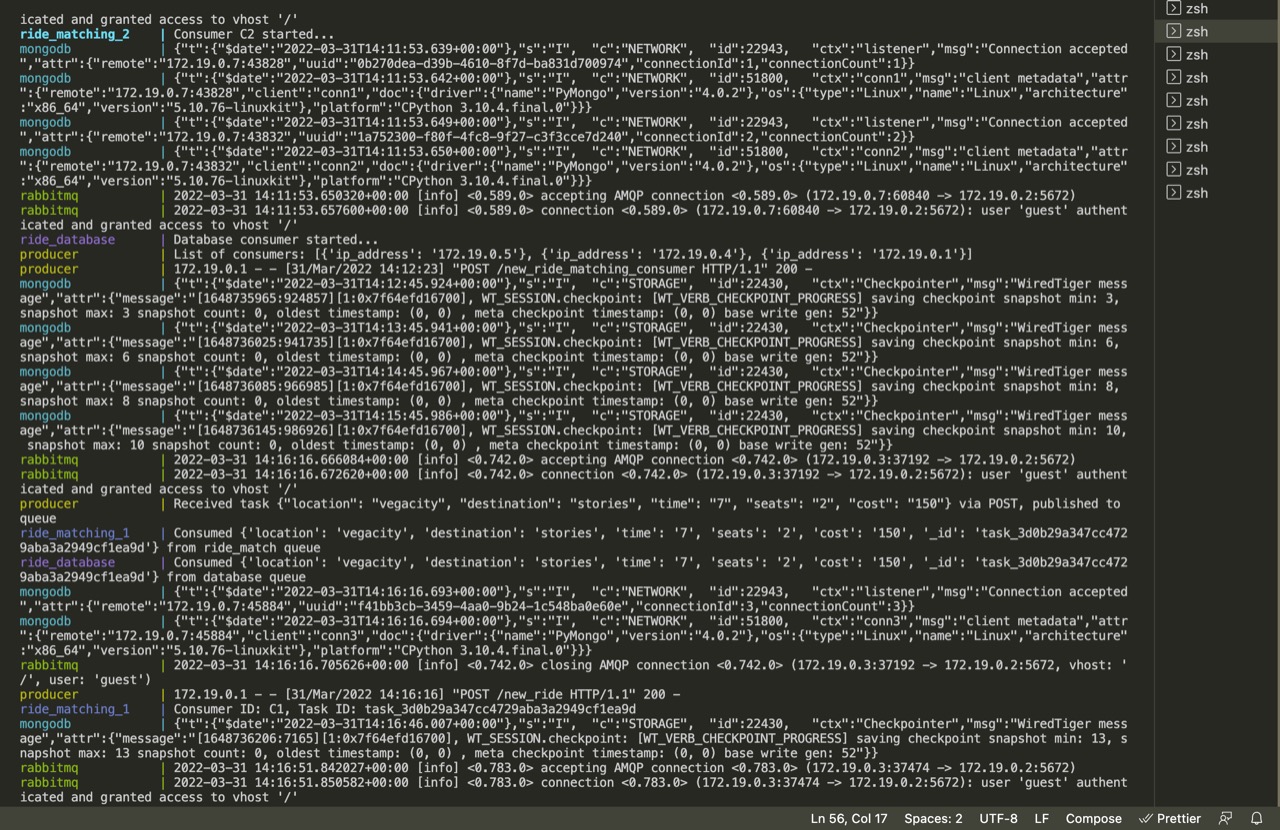 icated and granted access to vhost '/'
ride_matching_2    | Consumer C2 started...
mongodb            | {"t":{"$date":"2022-03-31T14:11:53.639+00:00"},"s":"I",  "c":"NETWORK",  "id":22943,   "ctx":"listener","msg":"Connection accepted
","attr":{"remote":"172.19.0.7:43828","uuid":"0b270dea-d39b-4610-8f7d-ba831d700974","connectionId":1,"connectionCount":1}}
mongodb            | {"t":{"$date":"2022-03-31T14:11:53.642+00:00"},"s":"I",  "c":"NETWORK",  "id":51800,   "ctx":"conn1","msg":"client metadata","attr
":{"remote":"172.19.0.7:43828","client":"conn1","doc":{"driver":{"name":"PyMongo","version":"4.0.2"},"os":{"type":"Linux","name":"Linux","architecture"
:"x86_64","version":"5.10.76-linuxkit"},"platform":"CPython 3.10.4.final.0"}}}
mongodb            | {"t":{"$date":"2022-03-31T14:11:53.649+00:00"},"s":"I",  "c":"NETWORK",  "id":22943,   "ctx":"listener","msg":"Connection accepted
","attr":{"remote":"172.19.0.7:43832","uuid":"1a752300-f80f-4fc8-9f27-c3f3cce7d240","connectionId":2,"connectionCount":2}}
mongodb            | {"t":{"$date":"2022-03-31T14:11:53.650+00:00"},"s":"I",  "c":"NETWORK",  "id":51800,   "ctx":"conn2","msg":"client metadata","attr
":{"remote":"172.19.0.7:43832","client":"conn2","doc":{"driver":{"name":"PyMongo","version":"4.0.2"},"os":{"type":"Linux","name":"Linux","architecture"
:"x86_64","version":"5.10.76-linuxkit"},"platform":"CPython 3.10.4.final.0"}}}
rabbitmq           | 2022-03-31 14:11:53.650320+00:00 [info] <0.589.0> accepting AMQP connection <0.589.0> (172.19.0.7:60840 -> 172.19.0.2:5672)
rabbitmq           | 2022-03-31 14:11:53.657600+00:00 [info] <0.589.0> connection <0.589.0> (172.19.0.7:60840 -> 172.19.0.2:5672): user 'guest' authent
icated and granted access to vhost '/'
ride_database      | Database consumer started...
producer           | List of consumers: [{'ip_address': '172.19.0.5'}, {'ip_address': '172.19.0.4'}, {'ip_address': '172.19.0.1'}]
producer           | 172.19.0.1 - - [31/Mar/2022 14:12:23] "POST /new_ride_matching_consumer HTTP/1.1" 200 -
mongodb            | {"t":{"$date":"2022-03-31T14:12:45.924+00:00"},"s":"I",  "c":"STORAGE",  "id":22430,   "ctx":"Checkpointer","msg":"WiredTiger mess
age","attr":{"message":"[1648735965:924857][1:0x7f64efd16700], WT_SESSION.checkpoint: [WT_VERB_CHECKPOINT_PROGRESS] saving checkpoint snapshot min: 3,
snapshot max: 3 snapshot count: 0, oldest timestamp: (0, 0) , meta checkpoint timestamp: (0, 0) base write gen: 52"}}
mongodb            | {"t":{"$date":"2022-03-31T14:13:45.941+00:00"},"s":"I",  "c":"STORAGE",  "id":22430,   "ctx":"Checkpointer","msg":"WiredTiger mess
age","attr":{"message":"[1648736025:941735][1:0x7f64efd16700], WT_SESSION.checkpoint: [WT_VERB_CHECKPOINT_PROGRESS] saving checkpoint snapshot min: 6,
snapshot max: 6 snapshot count: 0, oldest timestamp: (0, 0) , meta checkpoint timestamp: (0, 0) base write gen: 52"}}
mongodb            | {"t":{"$date":"2022-03-31T14:14:45.967+00:00"},"s":"I",  "c":"STORAGE",  "id":22430,   "ctx":"Checkpointer","msg":"WiredTiger mess
age","attr":{"message":"[1648736085:966985][1:0x7f64efd16700], WT_SESSION.checkpoint: [WT_VERB_CHECKPOINT_PROGRESS] saving checkpoint snapshot min: 8,
snapshot max: 8 snapshot count: 0, oldest timestamp: (0, 0) , meta checkpoint timestamp: (0, 0) base write gen: 52"}}
mongodb            | {"t":{"$date":"2022-03-31T14:15:45.986+00:00"},"s":"I",  "c":"STORAGE",  "id":22430,   "ctx":"Checkpointer","msg":"WiredTiger mess
age","attr":{"message":"[1648736145:986926][1:0x7f64efd16700], WT_SESSION.checkpoint: [WT_VERB_CHECKPOINT_PROGRESS] saving checkpoint snapshot min: 10,
 snapshot max: 10 snapshot count: 0, oldest timestamp: (0, 0) , meta checkpoint timestamp: (0, 0) base write gen: 52"}}
rabbitmq           | 2022-03-31 14:16:16.666084+00:00 [info] <0.742.0> accepting AMQP connection <0.742.0> (172.19.0.3:37192 -> 172.19.0.2:5672)
rabbitmq           | 2022-03-31 14:16:16.672620+00:00 [info] <0.742.0> connection <0.742.0> (172.19.0.3:37192 -> 172.19.0.2:5672): user 'guest' authent
icated and granted access to vhost '/'
producer           | Received task {"location": "vegacity", "destination": "stories", "time": "7", "seats": "2", "cost": "150"} via POST, published to
queue
ride_matching_1    | Consumed {'location': 'vegacity', 'destination': 'stories', 'time': '7', 'seats': '2', 'cost': '150', '_id': 'task_3d0b29a347cc472
9aba3a2949cf1ea9d'} from ride_match queue
ride_database      | Consumed {'location': 'vegacity', 'destination': 'stories', 'time': '7', 'seats': '2', 'cost': '150', '_id': 'task_3d0b29a347cc472
9aba3a2949cf1ea9d'} from database queue
mongodb            | {"t":{"$date":"2022-03-31T14:16:16.693+00:00"},"s":"I",  "c":"NETWORK",  "id":22943,   "ctx":"listener","msg":"Connection accepted
","attr":{"remote":"172.19.0.7:45884","uuid":"f41bb3cb-3459-4aa0-9b24-1c548ba0e60e","connectionId":3,"connectionCount":3}}
mongodb            | {"t":{"$date":"2022-03-31T14:16:16.694+00:00"},"s":"I",  "c":"NETWORK",  "id":51800,   "ctx":"conn3","msg":"client metadata","attr
":{"remote":"172.19.0.7:45884","client":"conn3","doc":{"driver":{"name":"PyMongo","version":"4.0.2"},"os":{"type":"Linux","name":"Linux","architecture"
:"x86_64","version":"5.10.76-linuxkit"},"platform":"CPython 3.10.4.final.0"}}}
rabbitmq           | 2022-03-31 14:16:16.705626+00:00 [info] <0.742.0> closing AMQP connection <0.742.0> (172.19.0.3:37192 -> 172.19.0.2:5672, vhost: '
/', user: 'guest')
producer           | 172.19.0.1 - - [31/Mar/2022 14:16:16] "POST /new_ride HTTP/1.1" 200 -
ride_matching_1    | Consumer ID: C1, Task ID: task_3d0b29a347cc4729aba3a2949cf1ea9d
mongodb            | {"t":{"$date":"2022-03-31T14:16:46.007+00:00"},"s":"I",  "c":"STORAGE",  "id":22430,   "ctx":"Checkpointer","msg":"WiredTiger mess
age","attr":{"message":"[1648736206:7165][1:0x7f64efd16700], WT_SESSION.checkpoint: [WT_VERB_CHECKPOINT_PROGRESS] saving checkpoint snapshot min: 13, s
napshot max: 13 snapshot count: 0, oldest timestamp: (0, 0) , meta checkpoint timestamp: (0, 0) base write gen: 52"}}
rabbitmq           | 2022-03-31 14:16:51.842027+00:00 [info] <0.783.0> accepting AMQP connection <0.783.0> (172.19.0.3:37474 -> 172.19.0.2:5672)
rabbitmq           | 2022-03-31 14:16:51.850582+00:00 [info] <0.783.0> connection <0.783.0> (172.19.0.3:37474 -> 172.19.0.2:5672): user 'guest' authent
icated and granted access to vhost '/'
zsh
zsh
zsh
zsh
zsh
zsh
zsh
zsh
zsh
Ln 56, Col 17    Spaces: 2    UTF-8    LF    Compose    Prettier